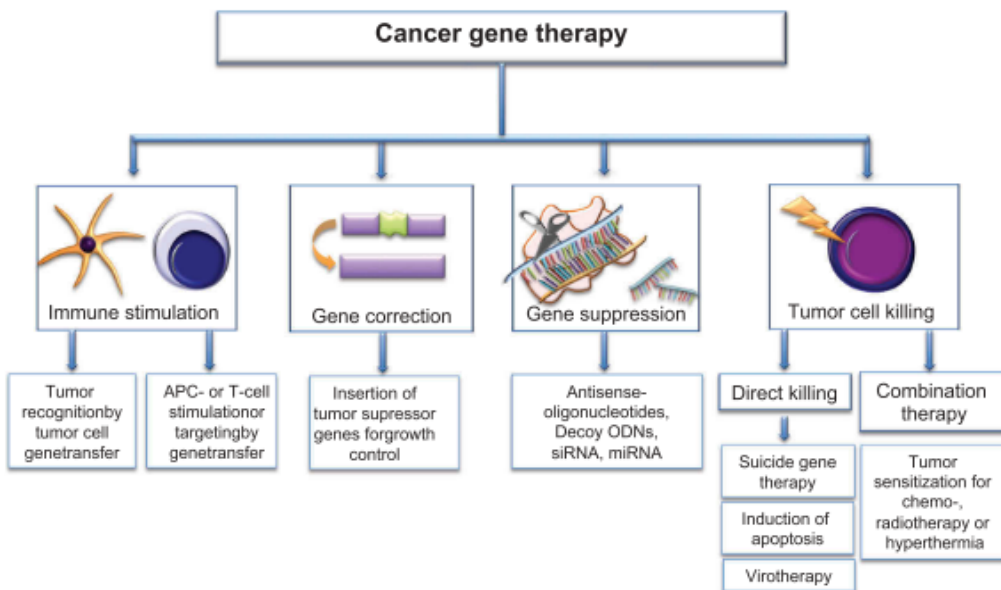 Cancer gene therapy
Immune stimulation
Gene correction
Gene suppression
Tumor cell killing
Tumor
recognitionby
tumor cell
genetransfer
APC- or T-cell
stimulationor
targetingby
genetransfer
Insertion of
tumor supressor
genes forgrowth
control
Antisense-
oligonucleotides,
Decoy ODNs,
siRNA, miRNA
Direct killing
Suicide gene
therapy
Induction of
apoptosis
Virotherapy
Combination
therapy
Tumor
sensitization for
chemo-,
radiotherapy or
hyperthermia